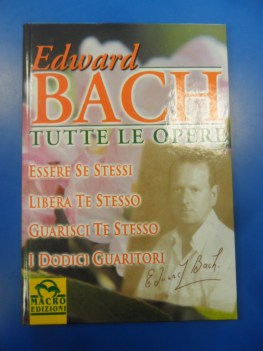 Edward
BACH
TUTTE LE OPERE
ESSERE SE STESSI
LIBERA TE STESSO
GUARISCI TE STESSO
I DODICI GUARITORI
Edward Bach.
MACRO
EDIZIONI